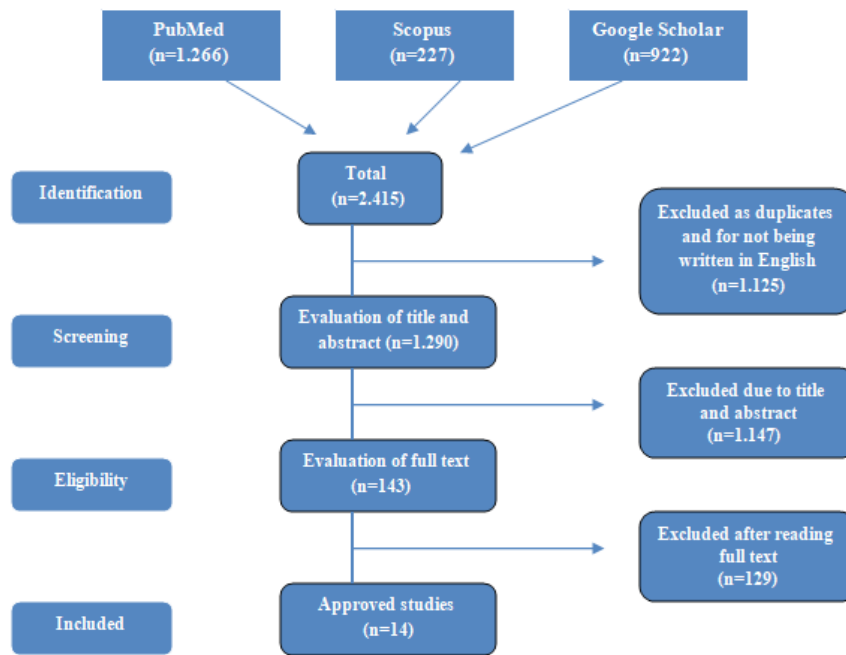 PubMed
(n=1.266)
Scopus
(n=227)
Google Scholar
(n=922)
Identification
Total
(n=2.415)
Excluded as duplicates
and for not being
written in English
(n=1.125)
Screening
Evaluation of title and
abstract (n=1.290)
Excluded due to title
and abstract
(n=1.147)
Eligibility
Evaluation of full text
(n=143)
Excluded after reading
full text
(n=129)
Included
Approved studies
(n=14)